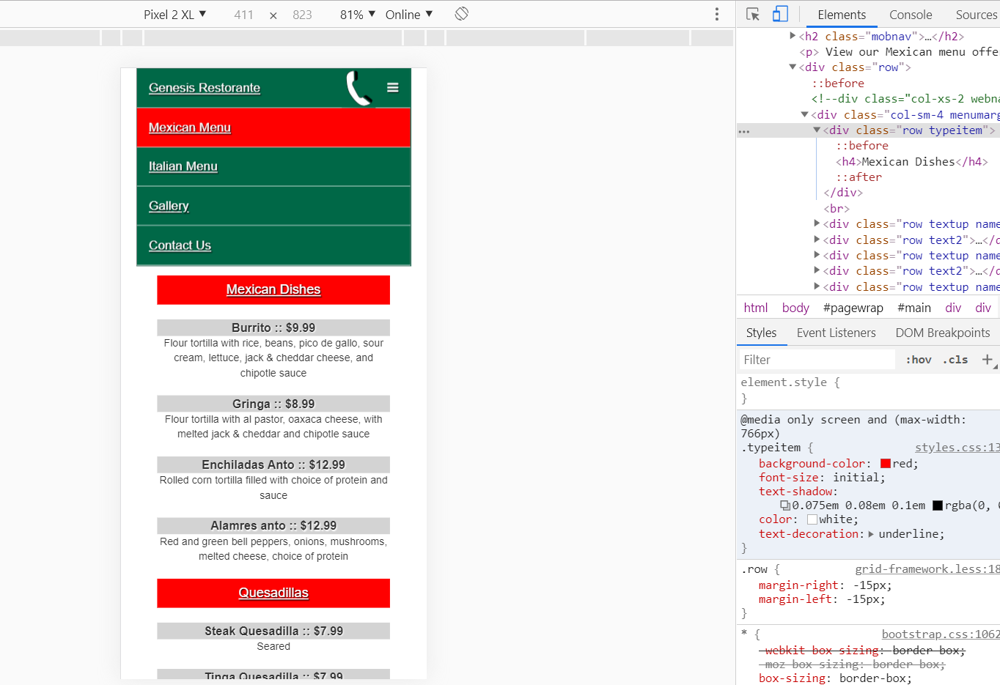 Pixel 2 XL ▼ 411 × 823 81% ▼ Online ▼
Genesis Restorante
Mexican Menu
Italian Menu
Gallery
Contact Us
Mexican Dishes
Burrito :: $9.99
Flour tortilla with rice, beans, pico de gallo, sour
cream, lettuce, jack & cheddar cheese, and
chipotle sauce
Gringa :: $8.99
Flour tortilla with al pastor, oaxaca cheese, with
melted jack & cheddar and chipotle sauce
Enchiladas Anto :: $12.99
Rolled corn tortilla filled with choice of protein and
sauce
Alamres anto :: $12.99
Red and green bell peppers, onions, mushrooms,
melted cheese, choice of protein
Quesadillas
Steak Quesadilla :: $7.99
Seared
Tinga Quesadilla :: $7.99
Elements Console Sources
<h2 class="mobnav">…</h2>
<p> View our Mexican menu offe
<div class="row">
::before
<!--div class="col-xs-2 webna
<div class="col-sm-4 menumarg
<div class="row typeitem">
::before
<h4>Mexican Dishes</h4>
::after
</div>
<br>
<div class="row textup name
<div class="row text2">…</d
<div class="row textup name
<div class="row text2">…</d
<div class="row textup name
html body #pagewrap #main div div
Styles Event Listeners DOM Breakpoints
Filter :hov .cls +
element.style {
}
@media only screen and (max-width:
766px)
.typeitem { styles.css:13
background-color: red;
font-size: initial;
text-shadow:
0.075em 0.08em 0.1em rgba(0, 0
color: white;
text-decoration: underline;
}
.row { grid-framework.less:18
margin-right: -15px;
margin-left: -15px;
}
* { bootstrap.css:1062
-webkit-box-sizing: border-box;
-moz-box-sizing: border-box;
box-sizing: border-box;